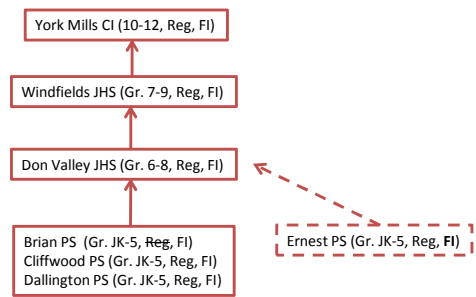 York Mills CI (10-12, Reg, FI)
Windfields JHS (Gr. 7-9, Reg, FI)
Don Valley JHS (Gr. 6-8, Reg, FI)
Brian PS (Gr. JK-5, Reg, FI)
Cliffwood PS (Gr. JK-5, Reg, FI)
Dallington PS (Gr. JK-5, Reg, FI)
Ernest PS (Gr. JK-5, Reg, FI)